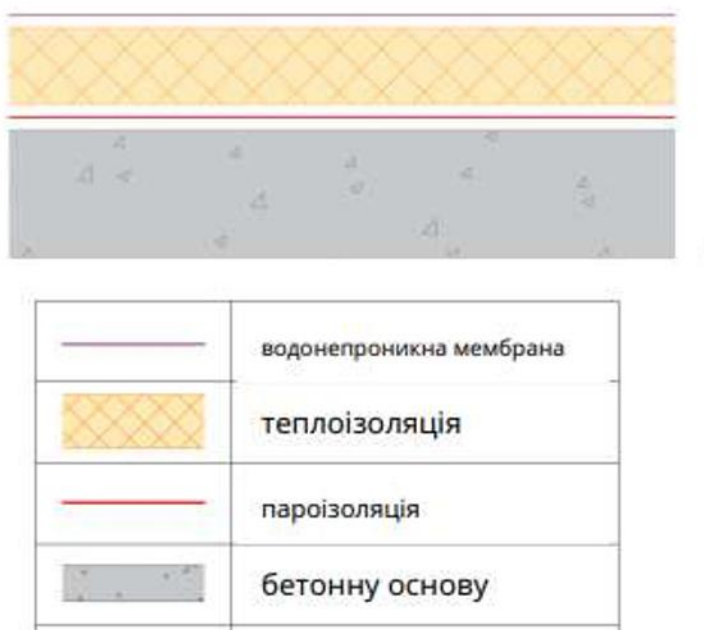 водонепроникна мембрана
теплоізоляція
пароізоляція
бетонну основу